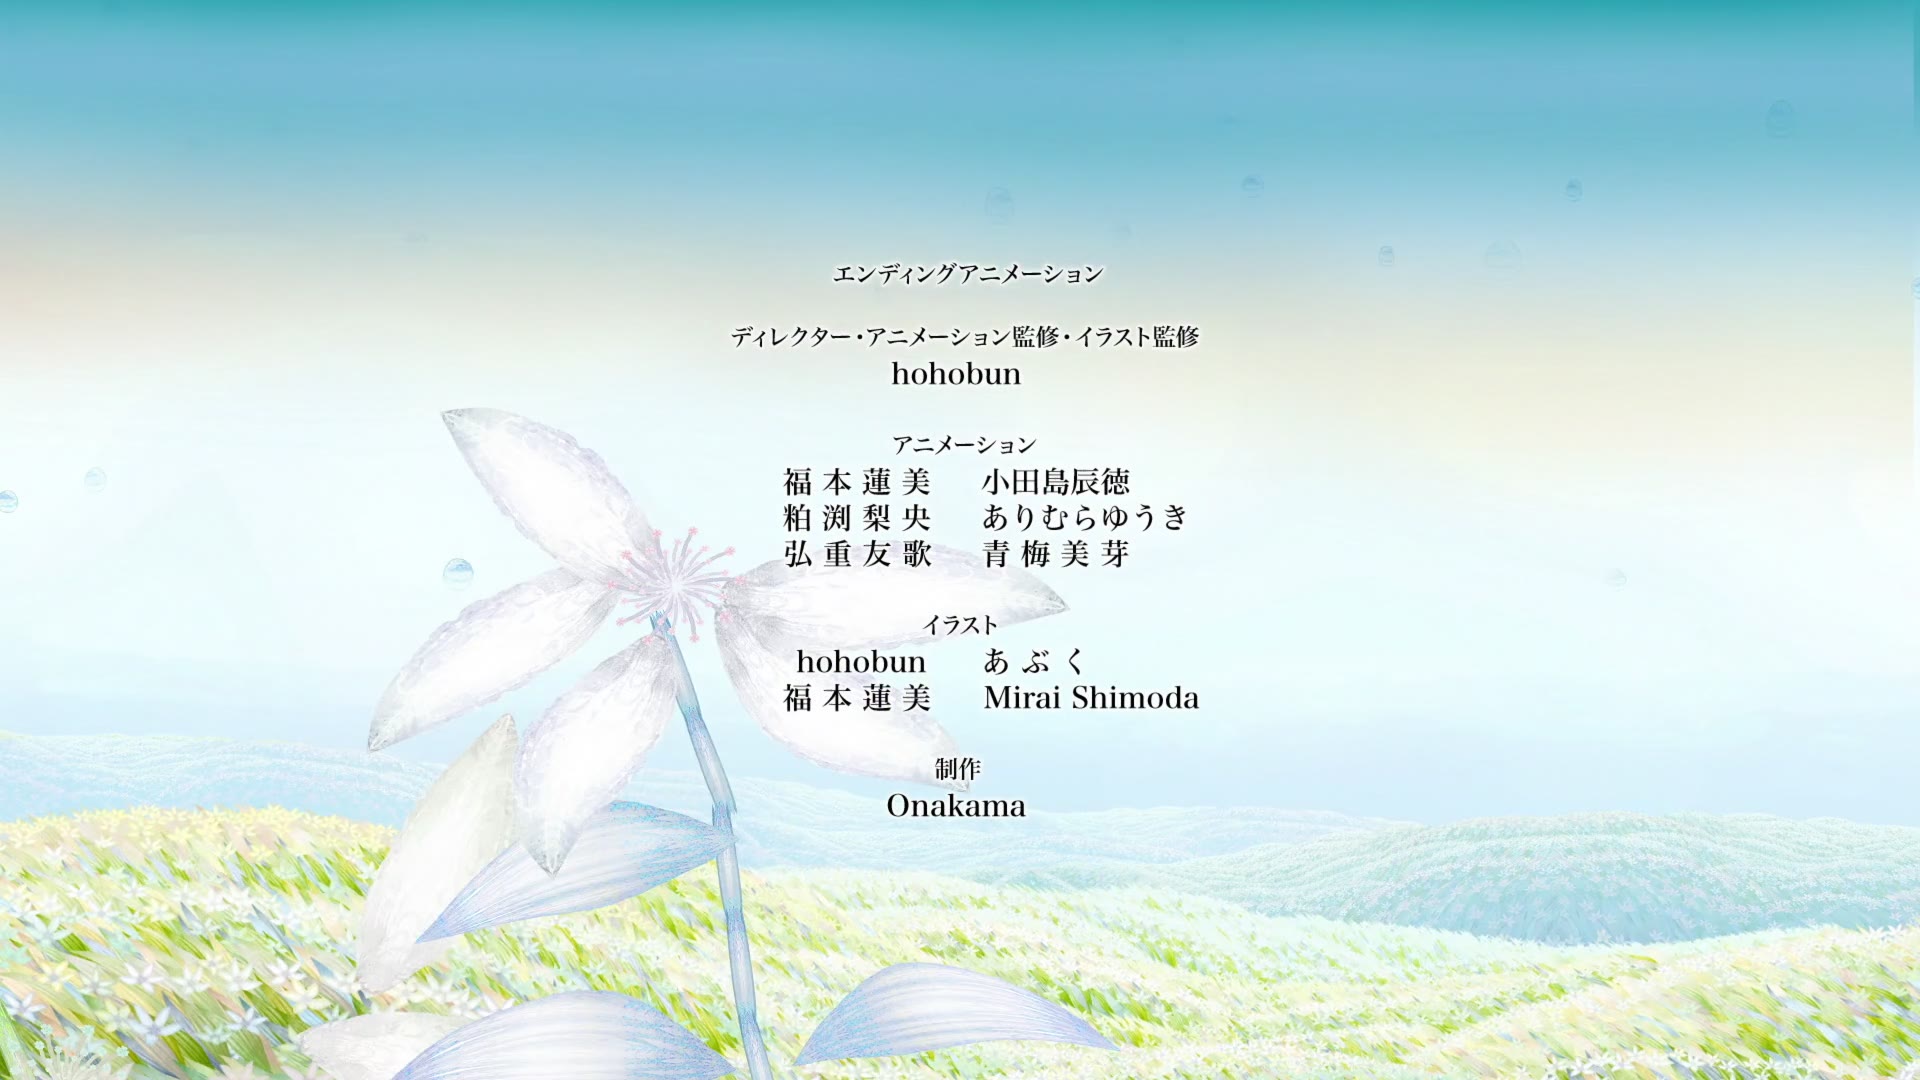 エンディングアニメーション
ディレクター・アニメーション監修・イラスト監修
hohobun
アニメーション
福本蓮美　小田島辰徳
粕渕梨央　ありむらゆうき
弘重友歌　青梅美芽
イラスト
hohobun　あぶく
福本蓮美　Mirai Shimoda
制作
Onakama